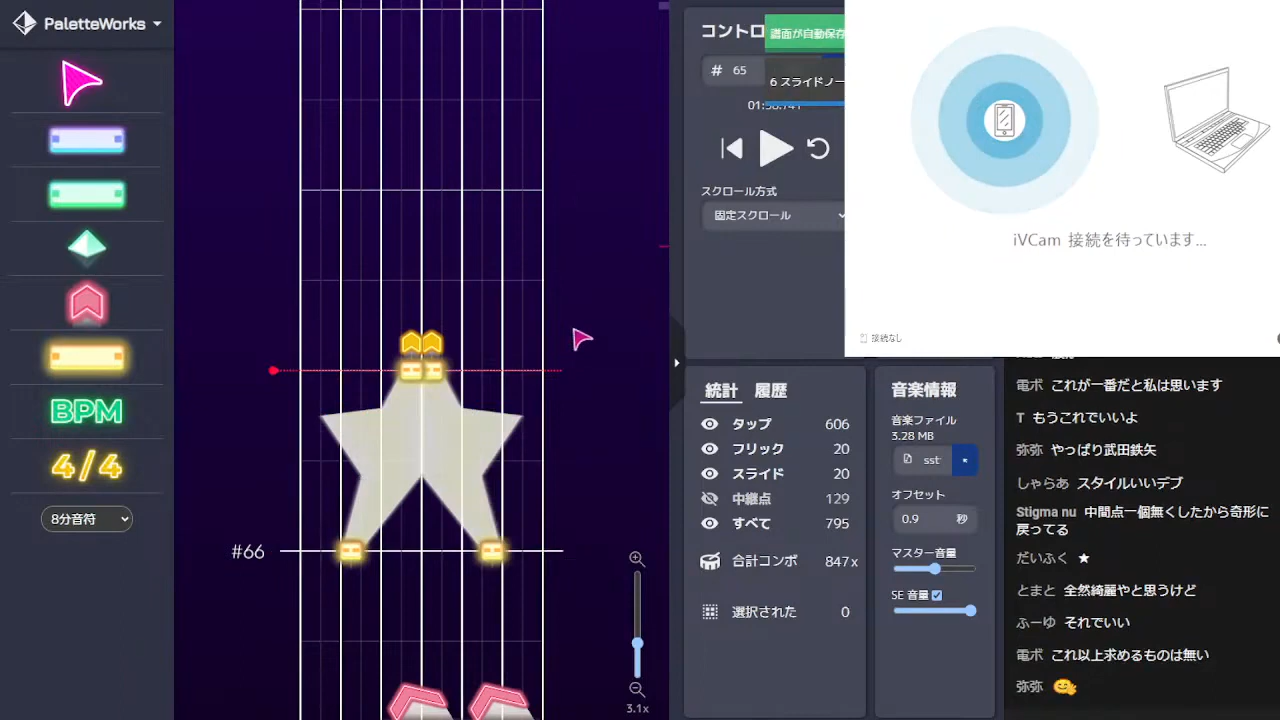 PaletteWorks
BPM
4/4
8分音符
#66
3.1x
コントロ
譜面が自動保存
# 65
6 スライドノー
スクロール方式
固定スクロール
統計 履歴
タップ 606
フリック 20
スライド 20
中継点 129
すべて 795
合計コンボ 847x
選択された 0
音楽情報
音楽ファイル
3.28 MB
sst
オフセット
0.9 秒
マスター音量
SE 音量
iVCam 接続を待っています...
接続なし
電ボ これが一番だと私は思います
T もうこれでいいよ
弥弥 やっぱり武田鉄矢
しゃらあ スタイルいいデブ
Stigma nu 中間点一個無くしたから奇形に
戻ってる
だいふく ★
とまと 全然綺麗やと思うけど
ふーゆ それでいい
電ボ これ以上求めるものは無い
弥弥